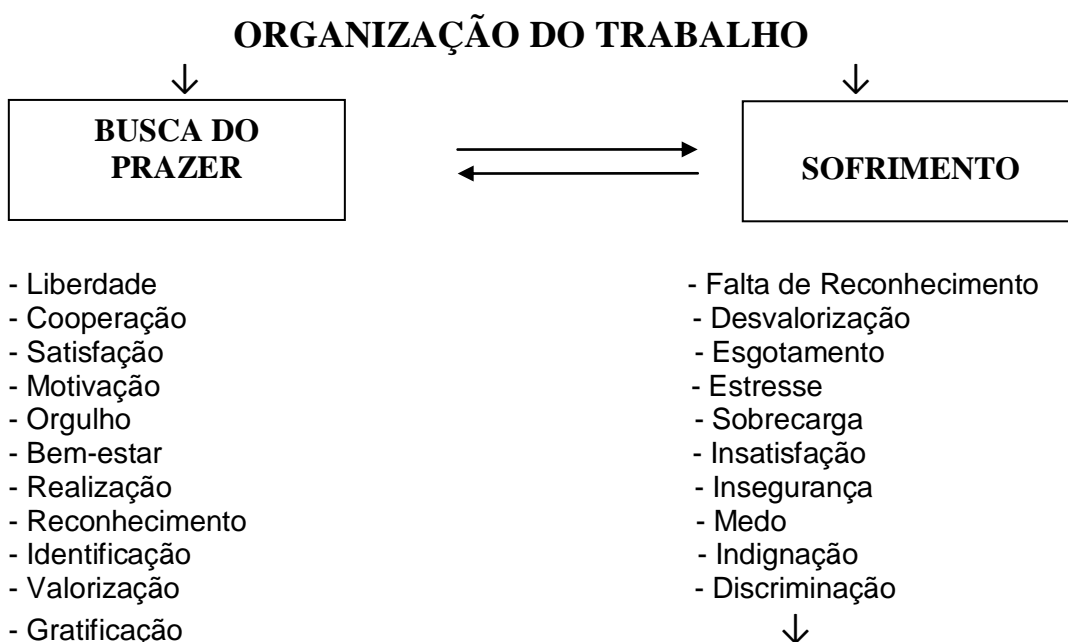 ORGANIZAÇÃO DO TRABALHO
BUSCA DO
PRAZER
SOFRIMENTO
- Liberdade
- Cooperação
- Satisfação
- Motivação
- Orgulho
- Bem-estar
- Realização
- Reconhecimento
- Identificação
- Valorização
- Gratificação
- Falta de Reconhecimento
- Desvalorização
- Esgotamento
- Estresse
- Sobrecarga
- Insatisfação
- Insegurança
- Medo
- Indignação
- Discriminação